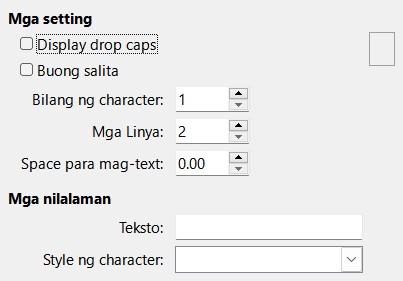 Mga setting
Display drop caps
Buong salita
Bilang ng character: 1
Mga Linya: 2
Space para mag-text: 0.00
Mga nilalaman
Teksto:
Style ng character: